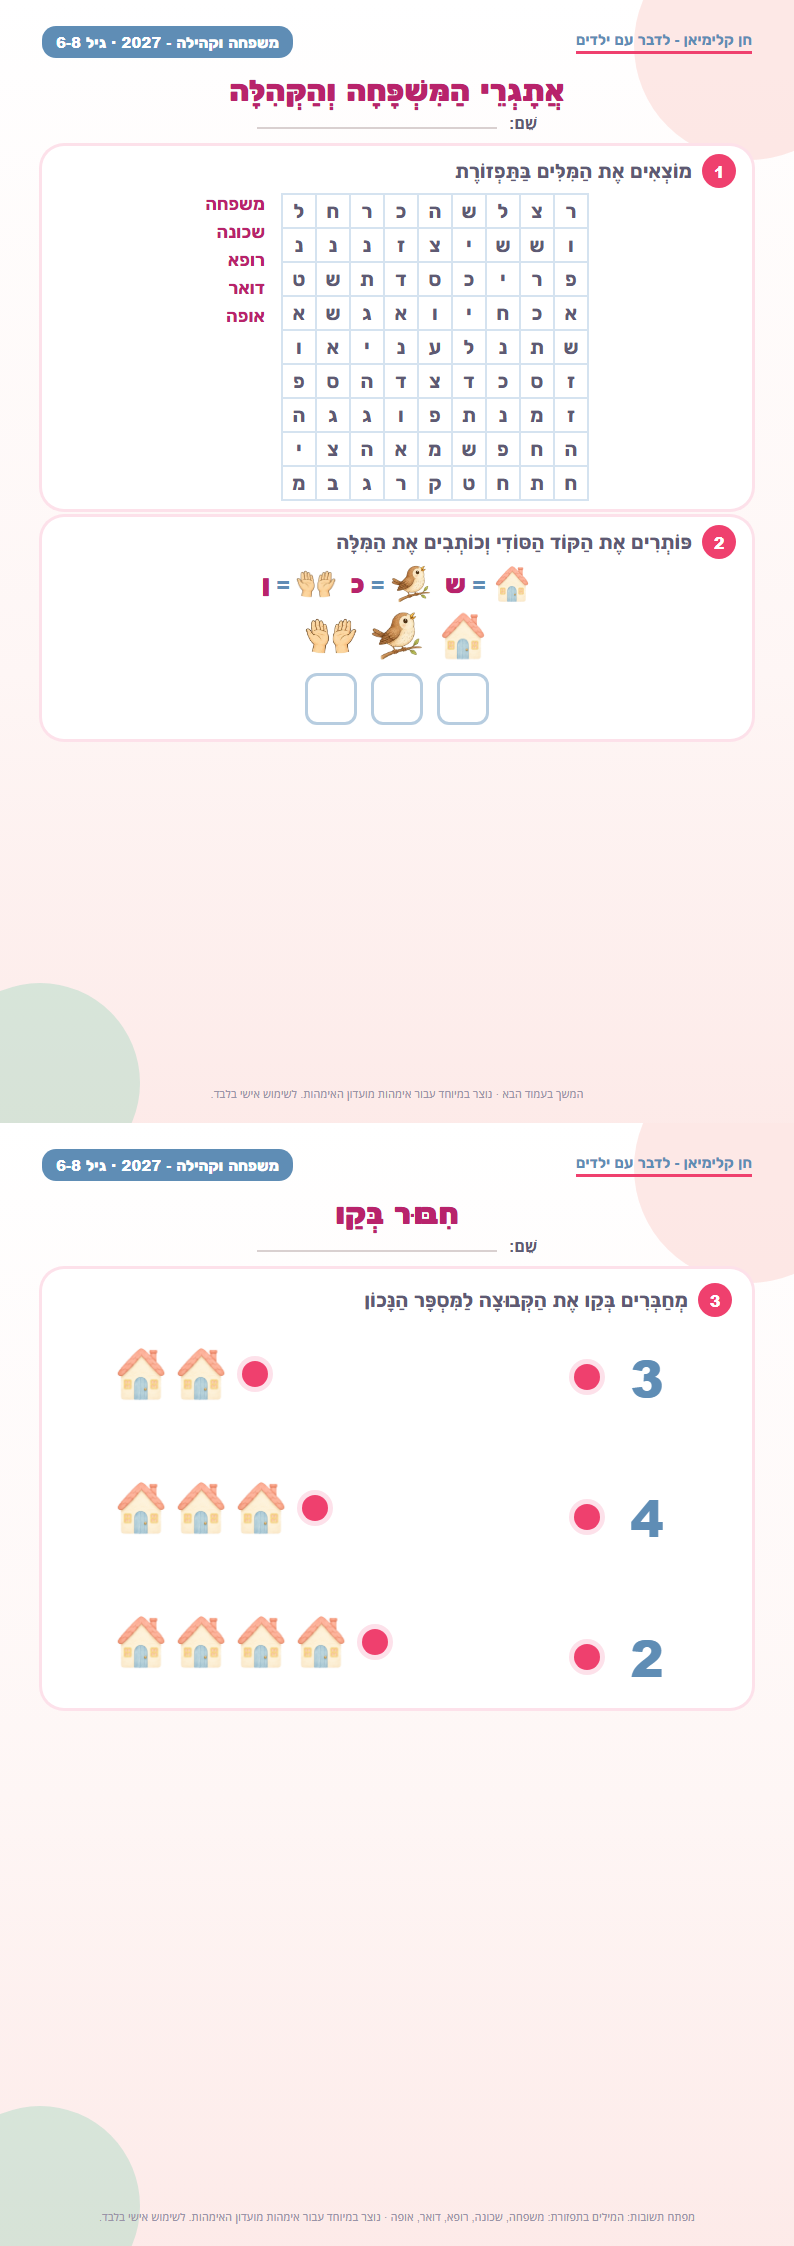 חן קלימיאן - לדבר עם ילדים
משפחה וקהילה - 2027 · גיל 6-8
אֶתְגְּרֵי הַמִּשְׁפָּחָה וְהַקְּהִלָּה
שֵׁם:
1 מוֹצְאִים אֶת הַמִּלִּים בַּתַּפְזוֹרֶת
ר צ ל ש ה כ ר ח ל
ו ש ש י צ ז נ נ נ
פ ר י כ ס ד ת ש ט
א כ ח י ו א ג ש א
ש ת נ ל ע נ י א ו
ז ס כ ד צ ד ה ס פ
ז מ נ ת פ ו ג ג ה
ה ח פ ש מ א ה צ י
ח ת ח ט ק ר ג ב מ
משפחה
שכונה
רופא
דואר
אופה
2 פּוֹתְרִים אֶת הַקּוֹד הַסּוֹדִי וְכוֹתְבִים אֶת הַמִּלָּה
= ש = כ = ן
המשך בעמוד הבא · נוצר במיוחד עבור אימהות מועדון האימהות. לשימוש אישי בלבד.
חן קלימיאן - לדבר עם ילדים
משפחה וקהילה - 2027 · גיל 6-8
חִבּוּר בְּקַו
שֵׁם:
3 מְחַבְּרִים בְּקַו אֶת הַקְּבוּצָה לַמִּסְפָּר הַנָּכוֹן
3
4
2
מפתח תשובות: המילים בתפזורת: משפחה, שכונה, רופא, דואר, אופה · נוצר במיוחד עבור אימהות מועדון האימהות. לשימוש אישי בלבד.